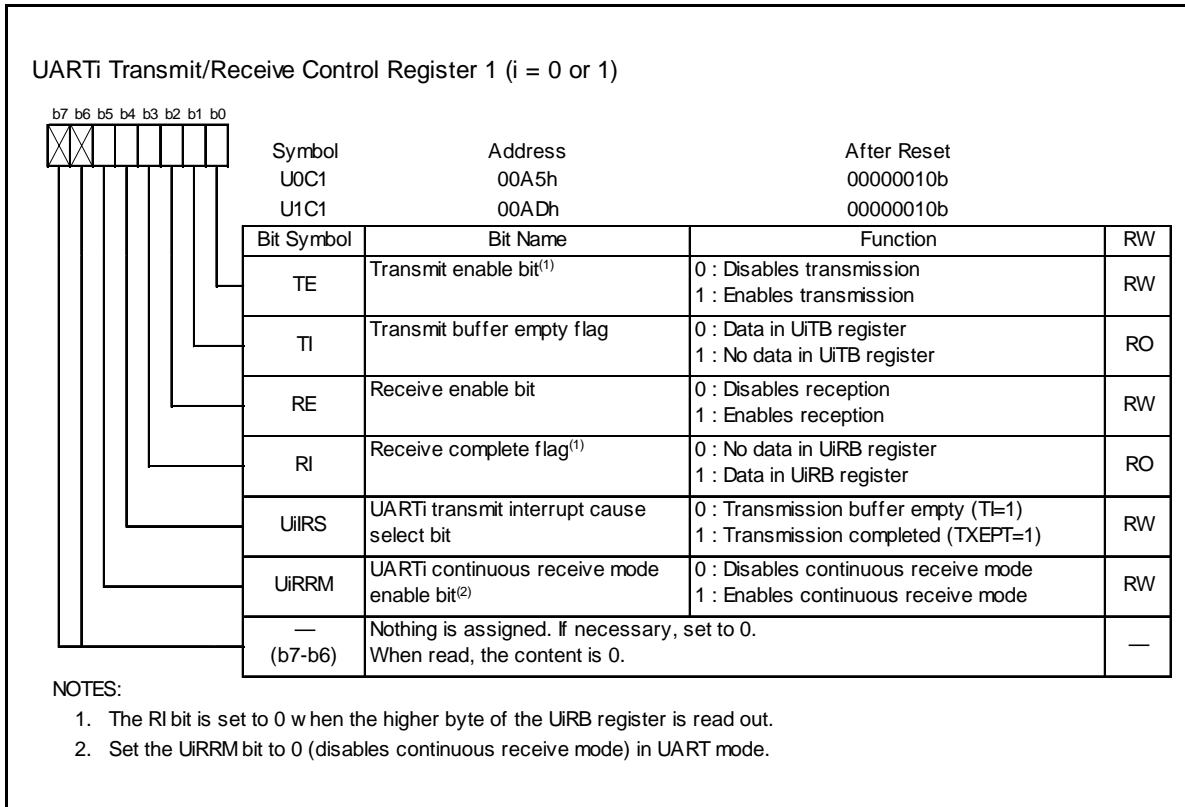 UARTi Transmit/Receive Control Register 1 (i = 0 or 1)
b7 b6 b5 b4 b3 b2 b1 b0
Symbol Address After Reset
U0C1 00A5h 00000010b
U1C1 00ADh 00000010b
Bit Symbol Bit Name Function RW
TE Transmit enable bit(1) 0 : Disables transmission RW
1 : Enables transmission
TI Transmit buffer empty flag 0 : Data in UiTB register RO
1 : No data in UiTB register
RE Receive enable bit 0 : Disables reception RW
1 : Enables reception
RI Receive complete flag(1) 0 : No data in UiRB register RO
1 : Data in UiRB register
UiIRS UARTi transmit interrupt cause 0 : Transmission buffer empty (TI=1) RW
select bit 1 : Transmission completed (TXEPT=1)
UiRRM UARTi continuous receive mode 0 : Disables continuous receive mode RW
enable bit(2) 1 : Enables continuous receive mode
— Nothing is assigned. If necessary, set to 0. —
(b7-b6) When read, the content is 0.
NOTES:
1. The RI bit is set to 0 when the higher byte of the UiRB register is read out.
2. Set the UiRRM bit to 0 (disables continuous receive mode) in UART mode.